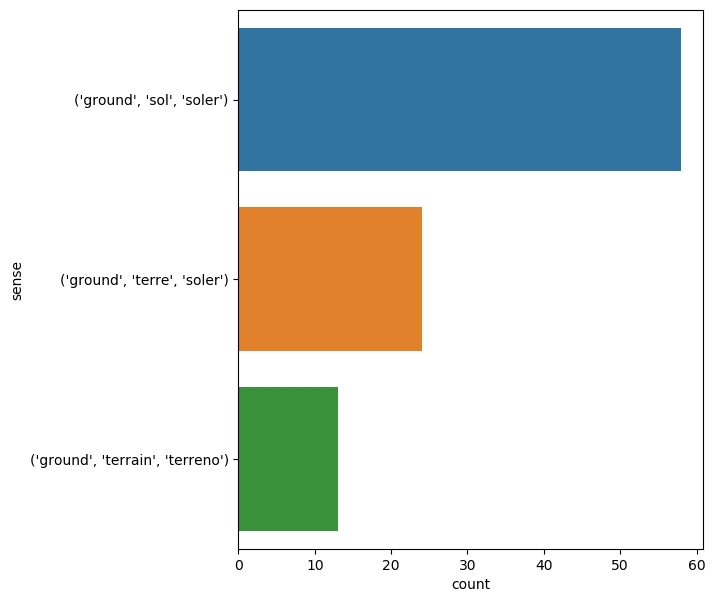 ('ground', 'sol', 'soler')
('ground', 'terre', 'soler')
('ground', 'terrain', 'terreno')
sense
0 10 20 30 40 50 60
count